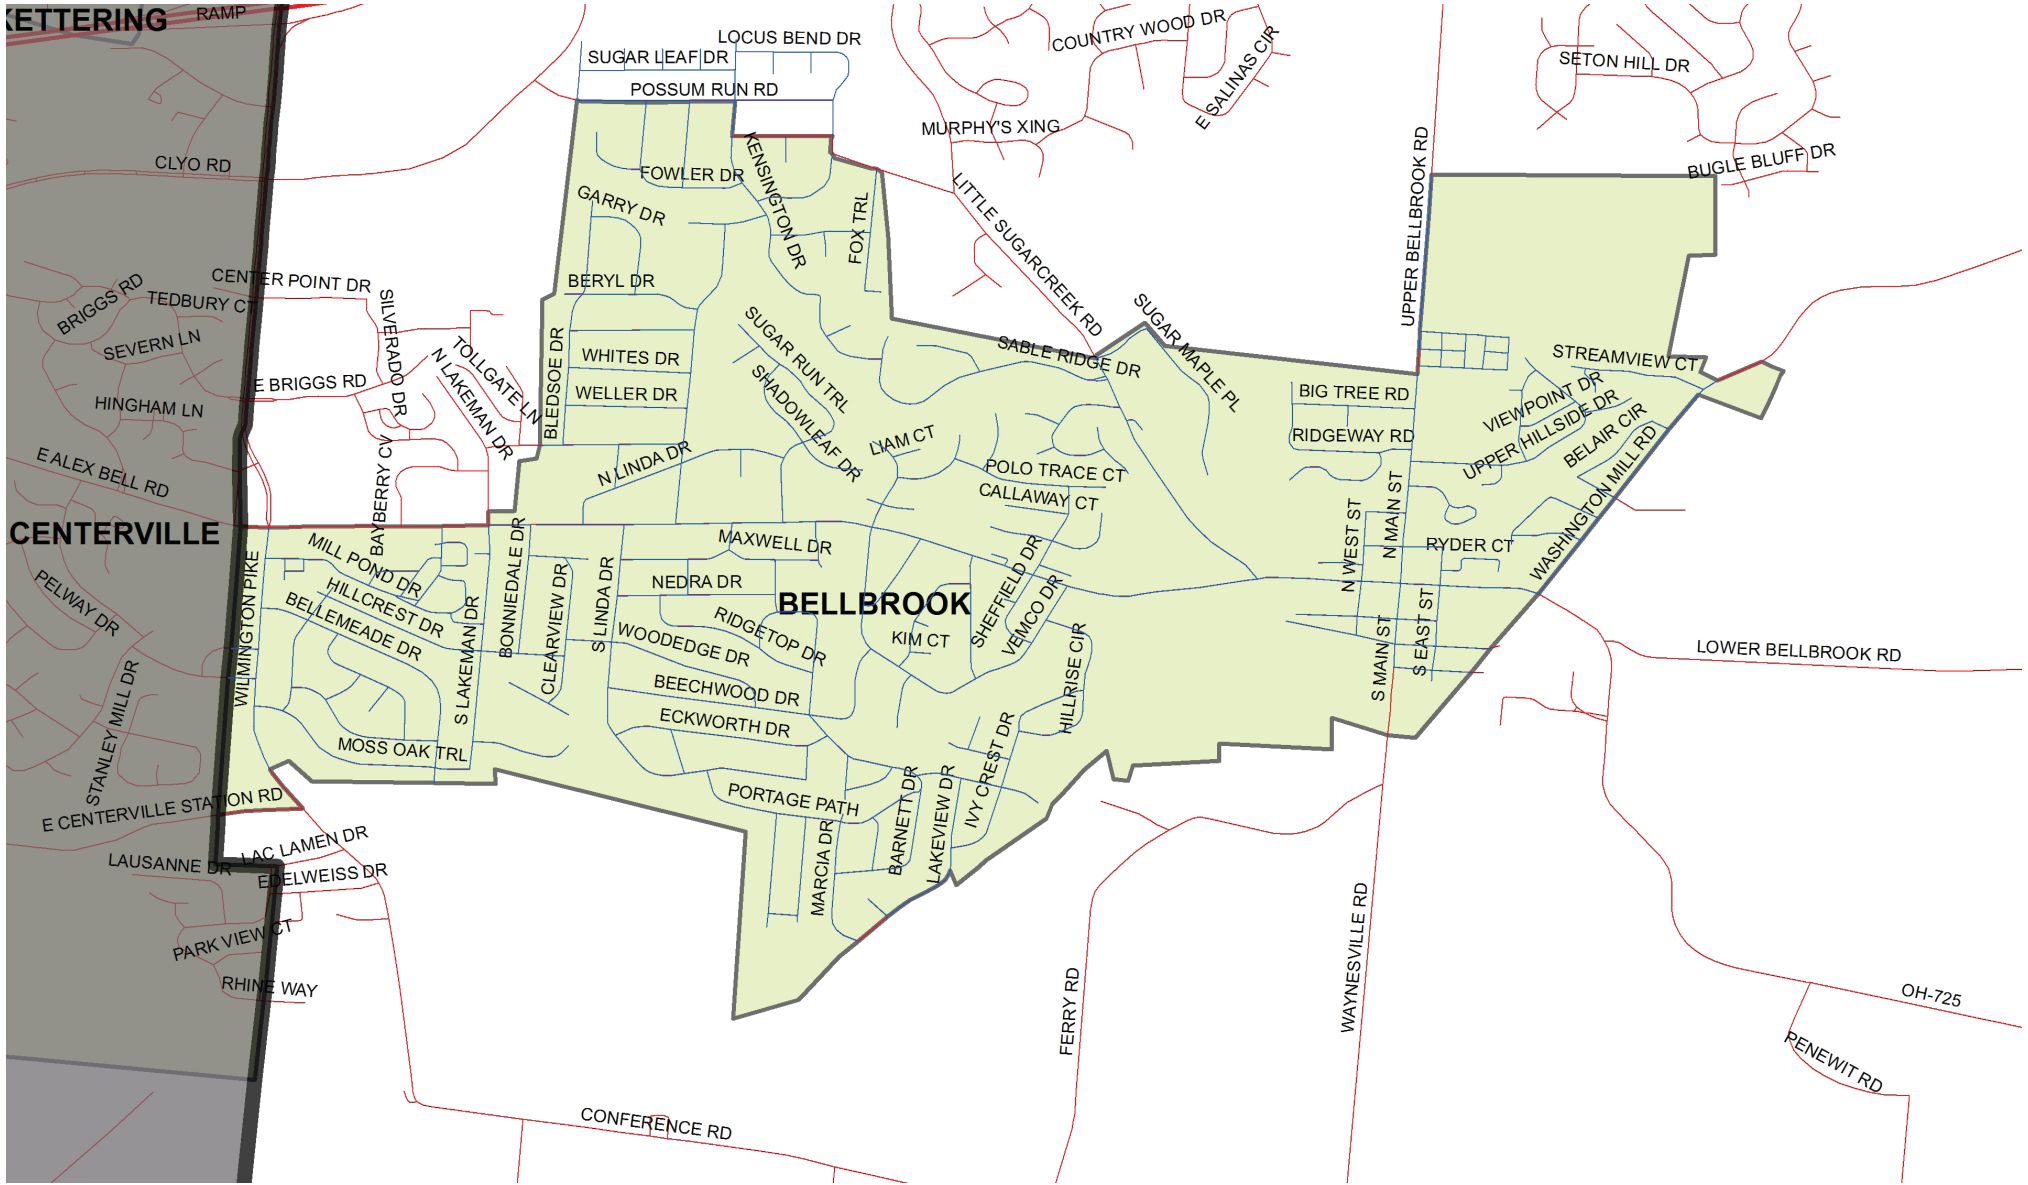 KETTERING
RAMP
LOCUS BEND DR
SUGAR LEAF DR
POSSUM RUN RD
COUNTRY WOOD DR
E SALINAS CIR
SETON HILL DR
MURPHY'S XING
BUGLE BLUFF DR
CLYO RD
FOWLER DR
KENSINGTON DR
GARRY DR
FOX TRL
LITTLE SUGARCREEK RD
UPPER BELLBROOK RD
CENTER POINT DR
BERYL DR
BRIGGS RD
TEDBURY CT
SILVERADO DR
SEVERN LN
TOLLGATE LN
N LAKEMAN DR
BLEDSOE DR
WHITES DR
SUGAR RUN TRL
SABLE RIDGE DR
SUGAR MAPLE PL
STREAMVIEW CT
E BRIGGS RD
WELLER DR
SHADOWLEAF DR
BIG TREE RD
VIEWPOINT DR
HINGHAM LN
UPPER HILLSIDE DR
BELAIR CIR
RIDGEWAY RD
LIAM CT
BAYBERRY CV
N LINDA DR
E ALEX BELL RD
POLO TRACE CT
CALLAWAY CT
WASHINGTON MILL RD
N MAIN ST
N WEST ST
CENTERVILLE
BONNIEDALE DR
MAXWELL DR
RYDER CT
MILL POND DR
WILMINGTON PIKE
PELWAY DR
HILLCREST DR
BELLEMEADE DR
CLEARVIEW DR
S LINDA DR
NEDRA DR
BELLBROOK
SHEFFIELD DR
VEMCO DR
RIDGETOP DR
KIM CT
WOODEDGE DR
S LAKEMAN DR
HILLRISE CIR
S MAIN ST
S EAST ST
LOWER BELLBROOK RD
BEECHWOOD DR
STANLEY MILL DR
ECKWORTH DR
MOSS OAK TRL
IVY CREST DR
PORTAGE PATH
BARNETT DR
LAKEVIEW DR
MARCIA DR
E CENTERVILLE STATION RD
LAC LAMEN DR
LAUSANNE DR
EDELWEISS DR
PARK VIEW CT
RHINE WAY
FERRY RD
WAYNESVILLE RD
OH-725
PENEWIT RD
CONFERENCE RD